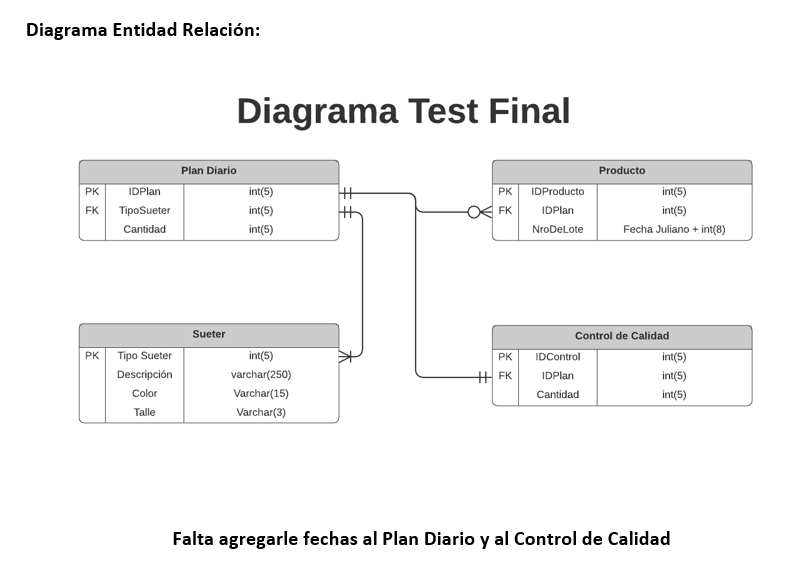 Diagrama Entidad Relación:
Diagrama Test Final
Plan Diario
PK IDPlan int(5)
FK TipoSueter int(5)
Cantidad int(5)
Producto
PK IDProducto int(5)
FK IDPlan int(5)
NroDeLote Fecha Juliano + int(8)
Sueter
PK Tipo Sueter int(5)
Descripción varchar(250)
Color Varchar(15)
Talle Varchar(3)
Control de Calidad
PK IDControl int(5)
FK IDPlan int(5)
Cantidad int(5)
Falta agregarle fechas al Plan Diario y al Control de Calidad